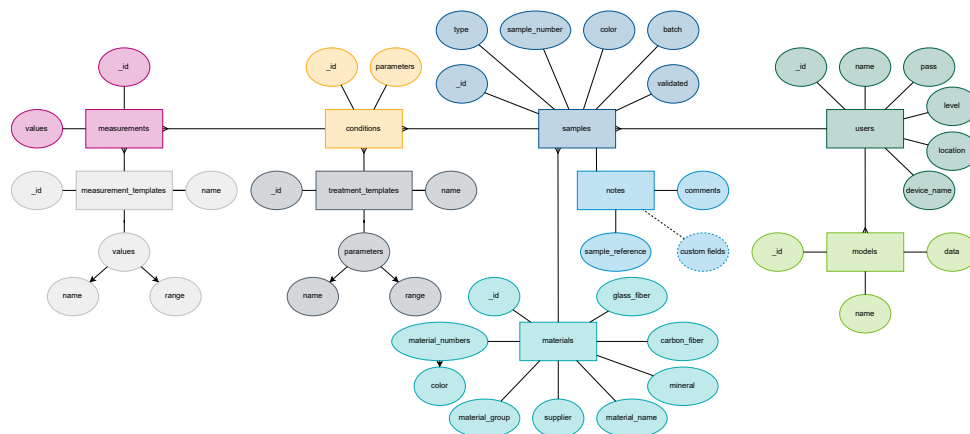 type
sample_number
color
batch
_id
_id
parameters
_id
validated
_id
name
pass
level
values
measurements
conditions
samples
users
location
_id
measurement_templates
name
_id
treatment_templates
name
notes
comments
device_name
values
parameters
sample_reference
custom fields
_id
models
data
name
range
name
range
_id
glass_fiber
name
material_numbers
materials
carbon_fiber
color
mineral
material_group
supplier
material_name